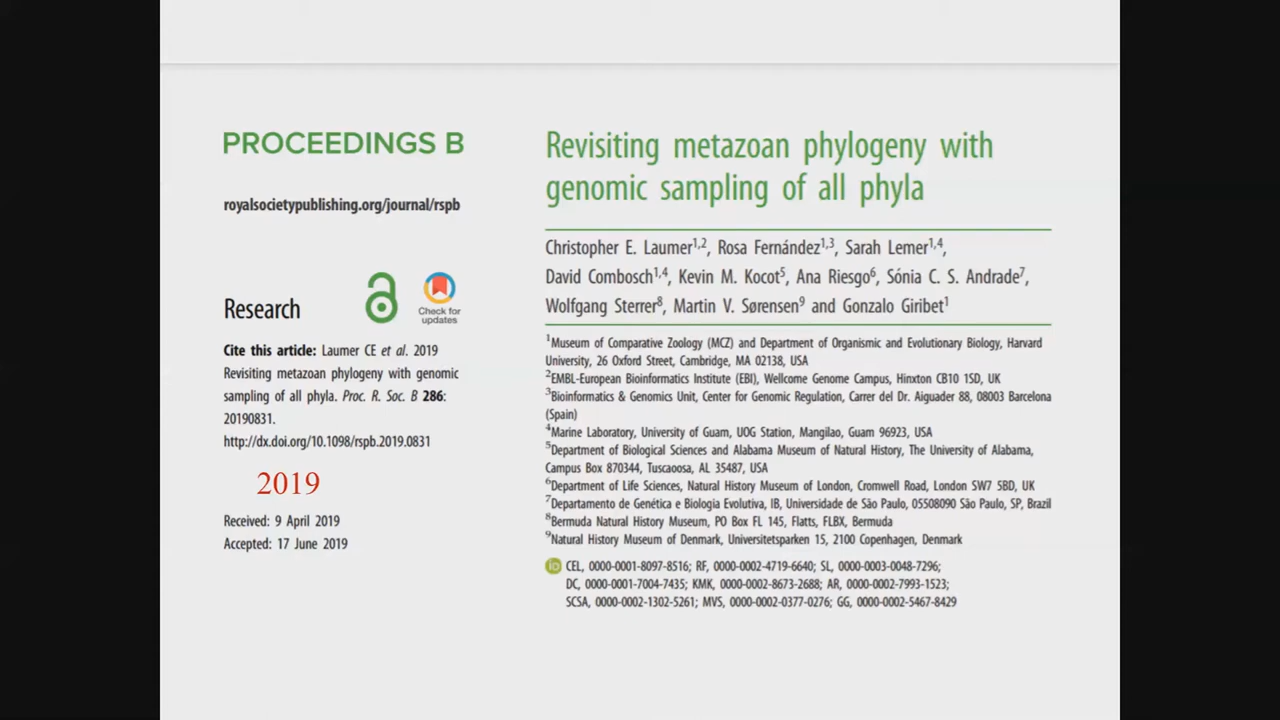 PROCEEDINGS B
royalsocietypublishing.org/journal/rspb
Research
Check for
updates
Cite this article: Laumer CE et al. 2019
Revisiting metazoan phylogeny with genomic
sampling of all phyla. Proc. R. Soc. B 286:
20190831.
http://dx.doi.org/10.1098/rspb.2019.0831
2019
Received: 9 April 2019
Accepted: 17 June 2019
Revisiting metazoan phylogeny with
genomic sampling of all phyla
Christopher E. Laumer1,2, Rosa Fernández1,3, Sarah Lemer1,4,
David Combosch1,4, Kevin M. Kocot5, Ana Riesgo6, Sónia C. S. Andrade7,
Wolfgang Sterrer8, Martin V. Sørensen9 and Gonzalo Giribet1
1Museum of Comparative Zoology (MCZ) and Department of Organismic and Evolutionary Biology, Harvard
University, 26 Oxford Street, Cambridge, MA 02138, USA
2EMBL-European Bioinformatics Institute (EBI), Wellcome Genome Campus, Hinxton CB10 1SD, UK
3Bioinformatics & Genomics Unit, Center for Genomic Regulation, Carrer del Dr. Aiguader 88, 08003 Barcelona
(Spain)
4Marine Laboratory, University of Guam, UOG Station, Mangilao, Guam 96923, USA
5Department of Biological Sciences and Alabama Museum of Natural History, The University of Alabama,
Campus Box 870344, Tuscaoosa, AL 35487, USA
6Department of Life Sciences, Natural History Museum of London, Cromwell Road, London SW7 5BD, UK
7Departamento de Genética e Biologia Evolutiva, IB, Universidade de São Paulo, 05508090 São Paulo, SP, Brazil
8Bermuda Natural History Museum, PO Box FL 145, Flatts, FLBX, Bermuda
9Natural History Museum of Denmark, Universitetsparken 15, 2100 Copenhagen, Denmark
iD CEL, 0000-0001-8097-8516; RF, 0000-0002-4719-6640; SL, 0000-0003-0048-7296;
DC, 0000-0001-7004-7435; KMK, 0000-0002-8673-2688; AR, 0000-0002-7993-1523;
SCSA, 0000-0002-1302-5261; MVS, 0000-0002-0377-0276; GG, 0000-0002-5467-8429